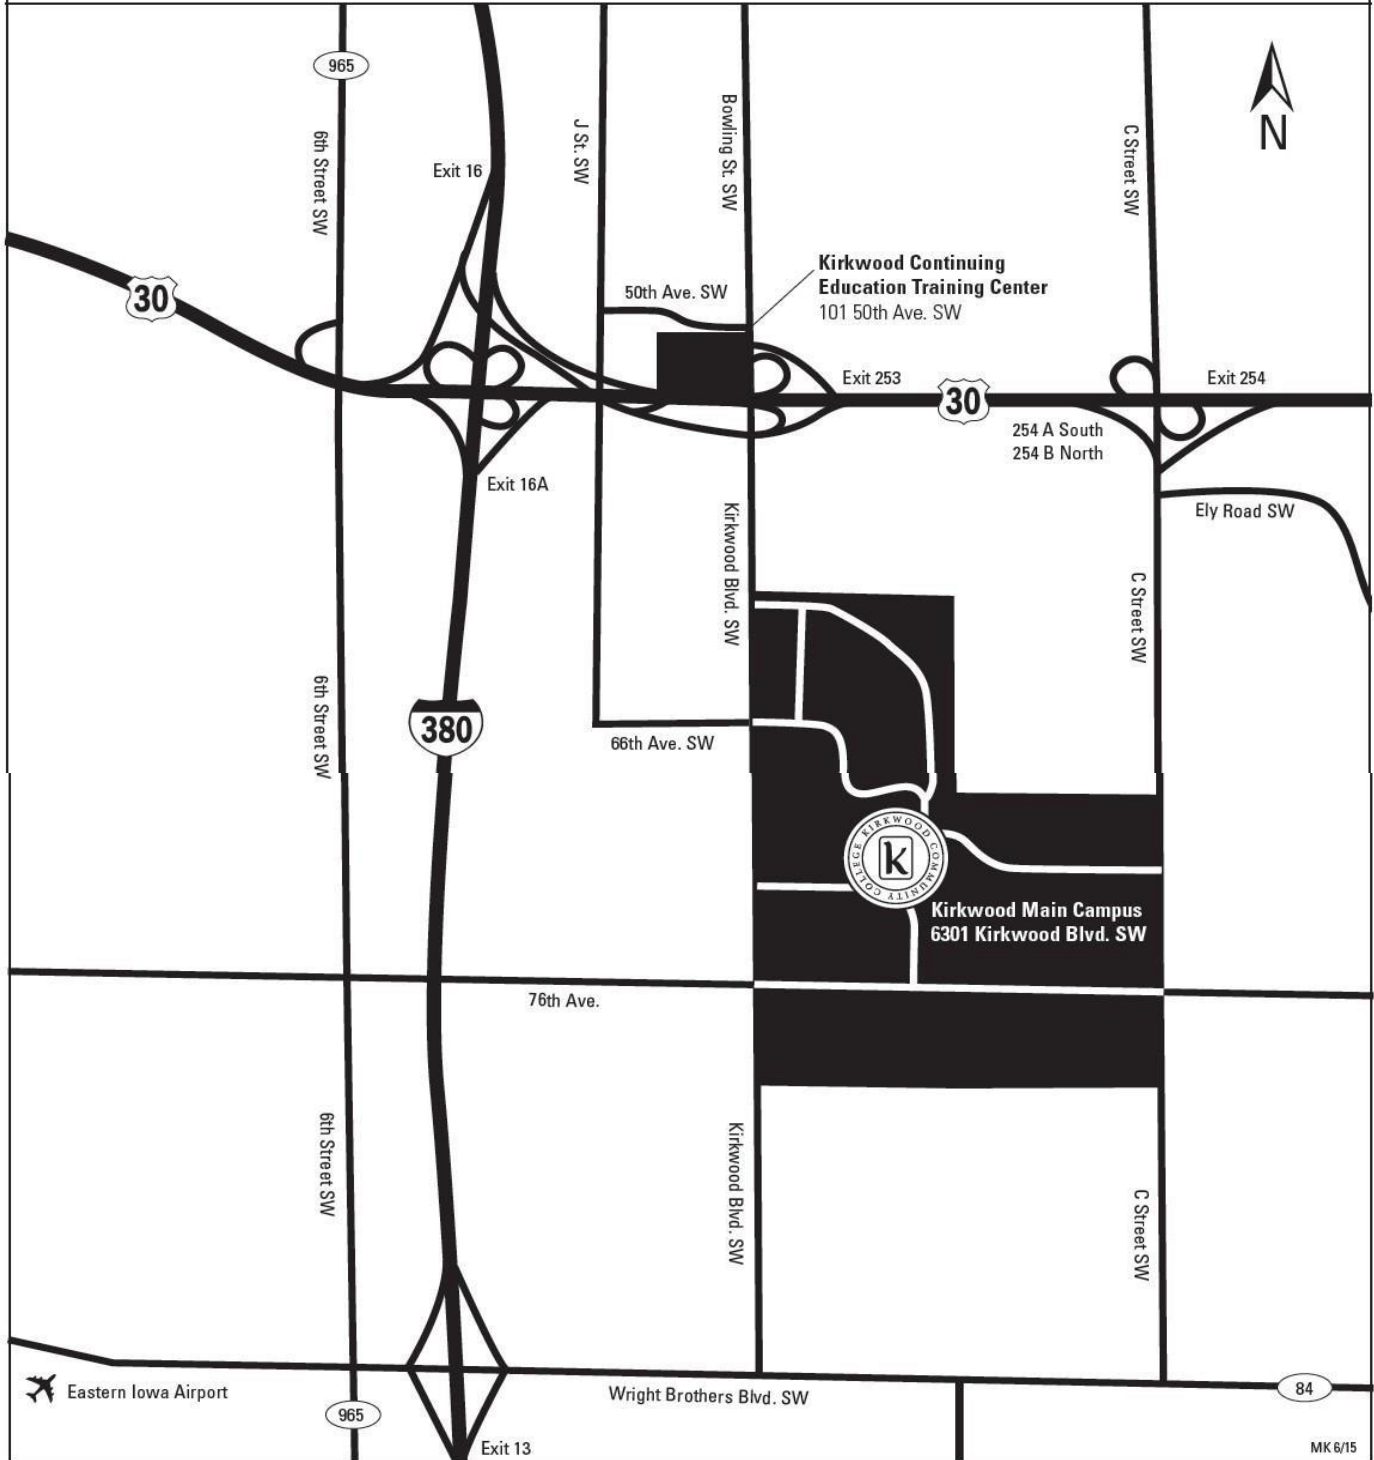 965
6th Street SW
J St. SW
Bowling St. SW
C Street SW
N
Exit 16
30
50th Ave. SW
Kirkwood Continuing
Education Training Center
101 50th Ave. SW
Exit 253
30
Exit 254
254 A South
254 B North
Exit 16A
Ely Road SW
Kirkwood Blvd. SW
C Street SW
6th Street SW
380
66th Ave. SW
KIRKWOOD COMMUNITY COLLEGE
k
Kirkwood Main Campus
6301 Kirkwood Blvd. SW
76th Ave.
6th Street SW
Kirkwood Blvd. SW
C Street SW
Eastern Iowa Airport
Wright Brothers Blvd. SW
84
965
Exit 13
MK 6/15